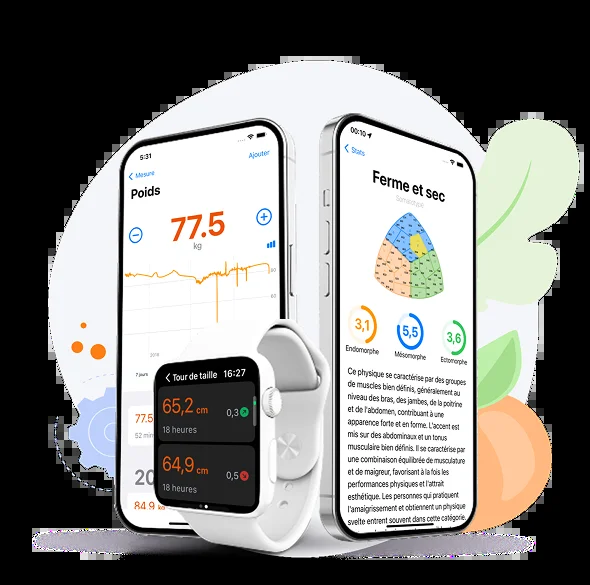 5:31
Mesure
Ajouter
Poids
77.5
kg
80
63
2018
7 jours
77.5
52 min
20
84.9 kg
Tour de taille 16:27
65,2 cm
0,3
18 heures
64,9 cm
0,5
18 heures
00:10
Stats
Ferme et sec
Somatotype
3,1
5,5
3,6
Endomorphe
Mésomorphe
Ectomorphe
Ce physique se caractérise par des groupes
de muscles bien définis, généralement au
niveau des bras, des jambes, de la poitrine
et de l'abdomen, contribuant à une
apparence forte et en forme. L'accent est
mis sur des abdominaux et un tonus
musculaire bien définis. Il se caractérise par
une combinaison équilibrée de musculature
et de maigreur, favorisant à la fois les
performances physiques et l'attrait
esthétique. Les personnes qui pratiquent
l'amaigrissement et obtiennent un physique
svelte entrent souvent dans cette catégorie.